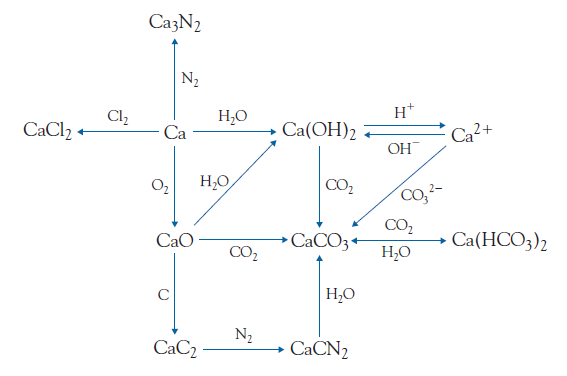 Ca₃N₂
N₂
Cl₂ H₂O H⁺
CaCl₂ Ca Ca(OH)₂ Ca²⁺
OH⁻
O₂ H₂O CO₂ CO₃²⁻
CO₂
CaO CaCO₃ Ca(HCO₃)₂
CO₂ H₂O
C H₂O
N₂
CaC₂ CaCN₂